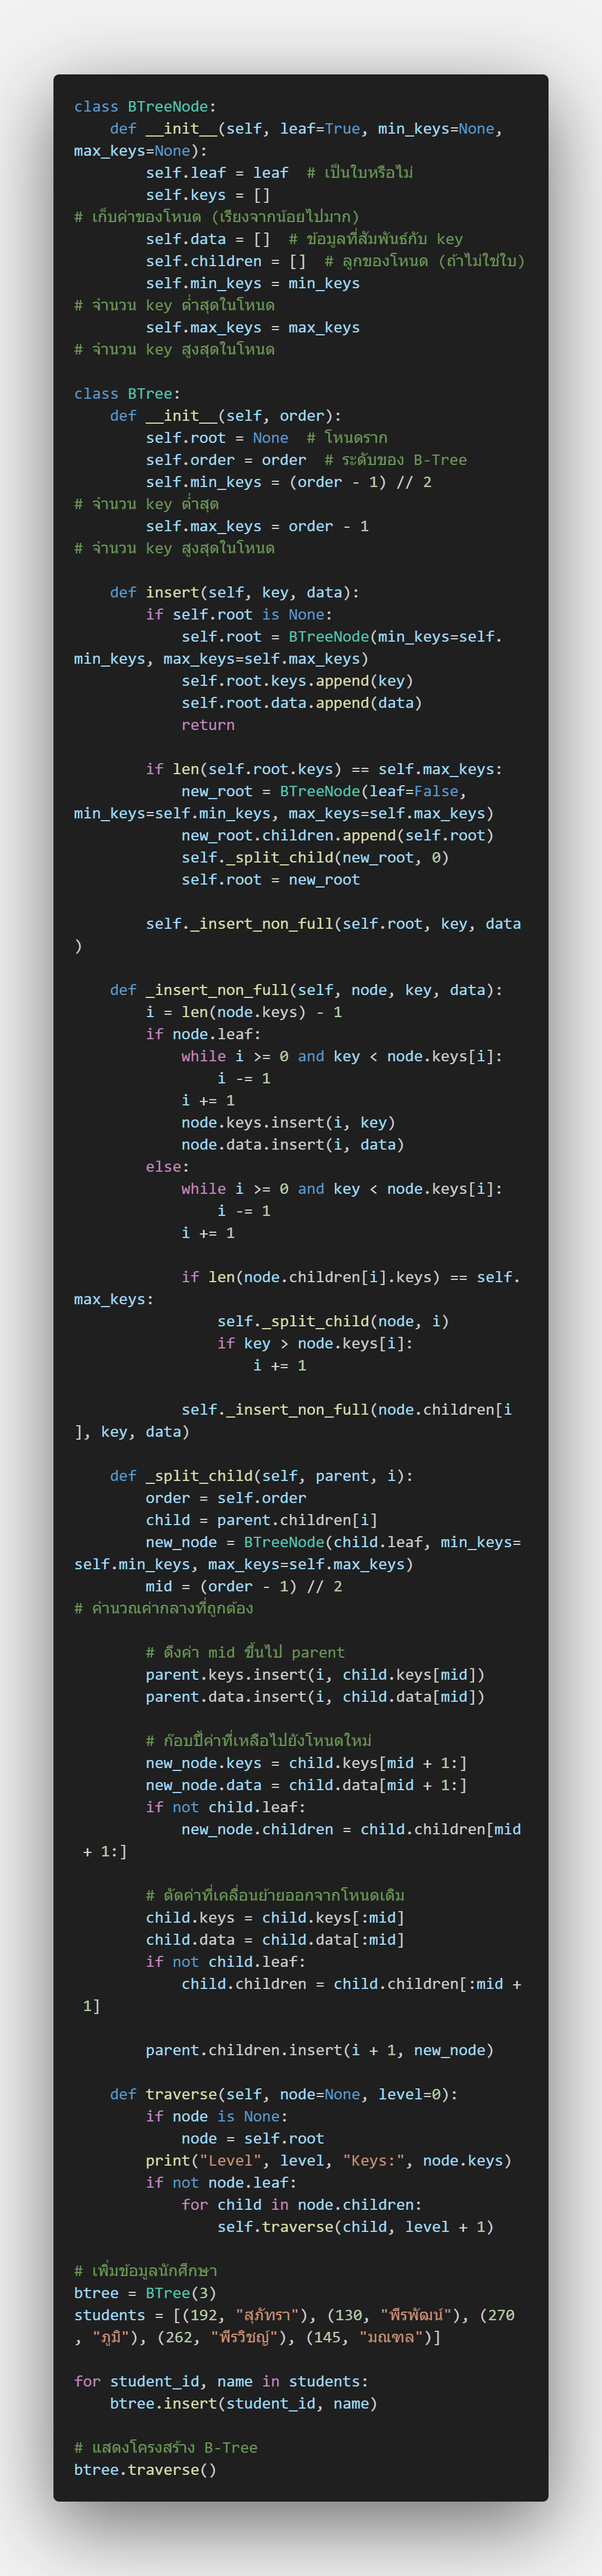 class BTreeNode:
    def __init__(self, leaf=True, min_keys=None, 
max_keys=None):
        self.leaf = leaf  # เป็นใบหรือไม่
        self.keys = []  
# เก็บค่าของโหนด (เรียงจากน้อยไปมาก)
        self.data = []  # ข้อมูลที่สัมพันธ์กับ key
        self.children = []  # ลูกของโหนด (ถ้าไม่ใช่ใบ)
        self.min_keys = min_keys  
# จำนวน key ต่ำสุดในโหนด
        self.max_keys = max_keys  
# จำนวน key สูงสุดในโหนด

class BTree:
    def __init__(self, order):
        self.root = None  # โหนดราก
        self.order = order  # ระดับของ B-Tree
        self.min_keys = (order - 1) // 2  
# จำนวน key ต่ำสุด
        self.max_keys = order - 1  
# จำนวน key สูงสุดในโหนด

    def insert(self, key, data):
        if self.root is None:
            self.root = BTreeNode(min_keys=self.
min_keys, max_keys=self.max_keys)
            self.root.keys.append(key)
            self.root.data.append(data)
            return

        if len(self.root.keys) == self.max_keys:
            new_root = BTreeNode(leaf=False, 
min_keys=self.min_keys, max_keys=self.max_keys)
            new_root.children.append(self.root)
            self._split_child(new_root, 0)
            self.root = new_root

        self._insert_non_full(self.root, key, data
)

    def _insert_non_full(self, node, key, data):
        i = len(node.keys) - 1
        if node.leaf:
            while i >= 0 and key < node.keys[i]:
                i -= 1
            i += 1
            node.keys.insert(i, key)
            node.data.insert(i, data)
        else:
            while i >= 0 and key < node.keys[i]:
                i -= 1
            i += 1

            if len(node.children[i].keys) == self.
max_keys:
                self._split_child(node, i)
                if key > node.keys[i]:
                    i += 1

            self._insert_non_full(node.children[i
], key, data)

    def _split_child(self, parent, i):
        order = self.order
        child = parent.children[i]
        new_node = BTreeNode(child.leaf, min_keys=
self.min_keys, max_keys=self.max_keys)
        mid = (order - 1) // 2  
# คำนวณค่ากลางที่ถูกต้อง

        # ดึงค่า mid ขึ้นไป parent
        parent.keys.insert(i, child.keys[mid])
        parent.data.insert(i, child.data[mid])

        # ก๊อบปี้ค่าที่เหลือไปยังโหนดใหม่
        new_node.keys = child.keys[mid + 1:]
        new_node.data = child.data[mid + 1:]
        if not child.leaf:
            new_node.children = child.children[mid
 + 1:]

        # ตัดค่าที่เคลื่อนย้ายออกจากโหนดเดิม
        child.keys = child.keys[:mid]
        child.data = child.data[:mid]
        if not child.leaf:
            child.children = child.children[:mid +
 1]

        parent.children.insert(i + 1, new_node)

    def traverse(self, node=None, level=0):
        if node is None:
            node = self.root
        print("Level", level, "Keys:", node.keys)
        if not node.leaf:
            for child in node.children:
                self.traverse(child, level + 1)

# เพิ่มข้อมูลนักศึกษา
btree = BTree(3)
students = [(192, "สุภัทรา"), (130, "พีรพัฒน์"), (270
, "ภูมิ"), (262, "พีรวิชญ์"), (145, "มณฑล")]

for student_id, name in students:
    btree.insert(student_id, name)

# แสดงโครงสร้าง B-Tree
btree.traverse()